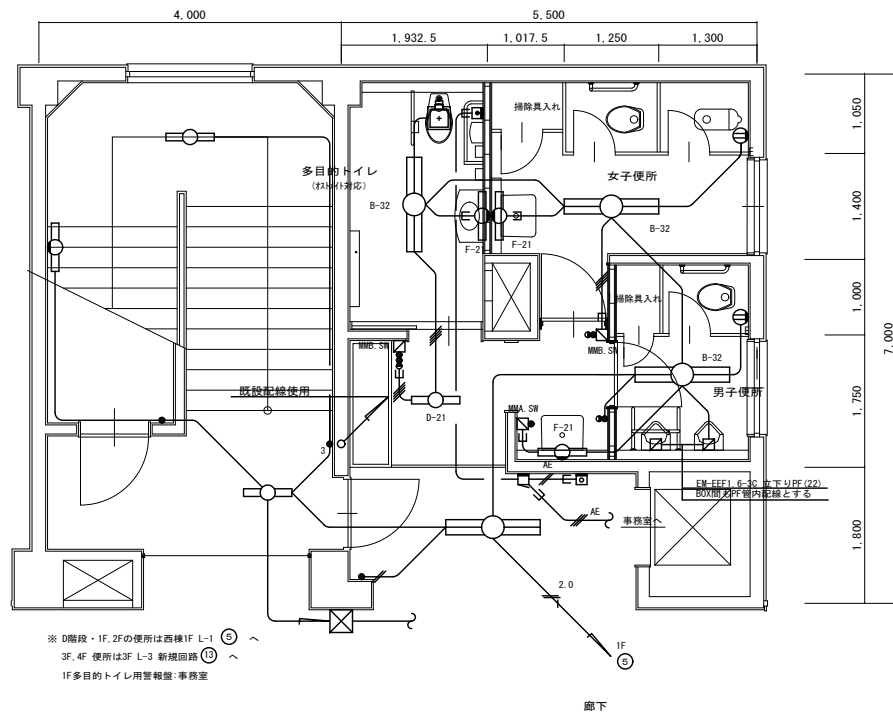 4,000
5,500
1,932.5
1,017.5
1,250
1,300
1,050
1,400
1,000
7,000
1,750
1,800
掃除具入れ
多目的トイレ
(オストメイト対応)
女子便所
B-32
B-32
F-21
F-21
掃除具入れ
MMB.SW
MMB.SW
B-32
既設配線使用
D-21
男子便所
MMA.SW
F-21
3
AE
EM-EEF1.6-3C 立下りPF(22)
BOX間もPF管内配線とする
AE
事務室へ
2.0
※ D階段・1F,2Fの便所は西棟1F L-1 ⑤ へ
3F,4F 便所は3F L-3 新規回路 ⑬ へ
1F多目的トイレ用警報盤:事務室
1F
⑤
廊下